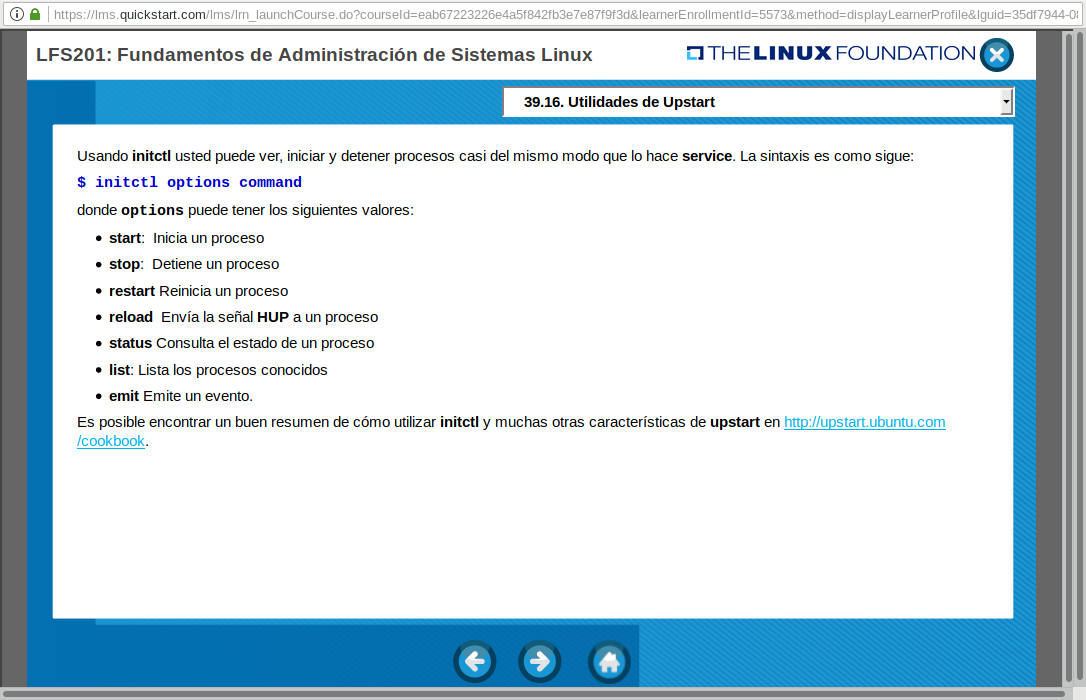 https://lms.quickstart.com/lms/lrn_launchCourse.do?courseId=eab67223226e4a5f842fb3e7e87f9f3d&learnerEnrollmentId=5573&method=displayLearnerProfile&lguid=35df7944-0
LFS201: Fundamentos de Administración de Sistemas Linux
THE LINUX FOUNDATION
39.16. Utilidades de Upstart
Usando initctl usted puede ver, iniciar y detener procesos casi del mismo modo que lo hace service. La sintaxis es como sigue:
$ initctl options command
donde options puede tener los siguientes valores:
• start:  Inicia un proceso
• stop:  Detiene un proceso
• restart Reinicia un proceso
• reload  Envía la señal HUP a un proceso
• status Consulta el estado de un proceso
• list: Lista los procesos conocidos
• emit Emite un evento.
Es posible encontrar un buen resumen de cómo utilizar initctl y muchas otras características de upstart en http://upstart.ubuntu.com
/cookbook.